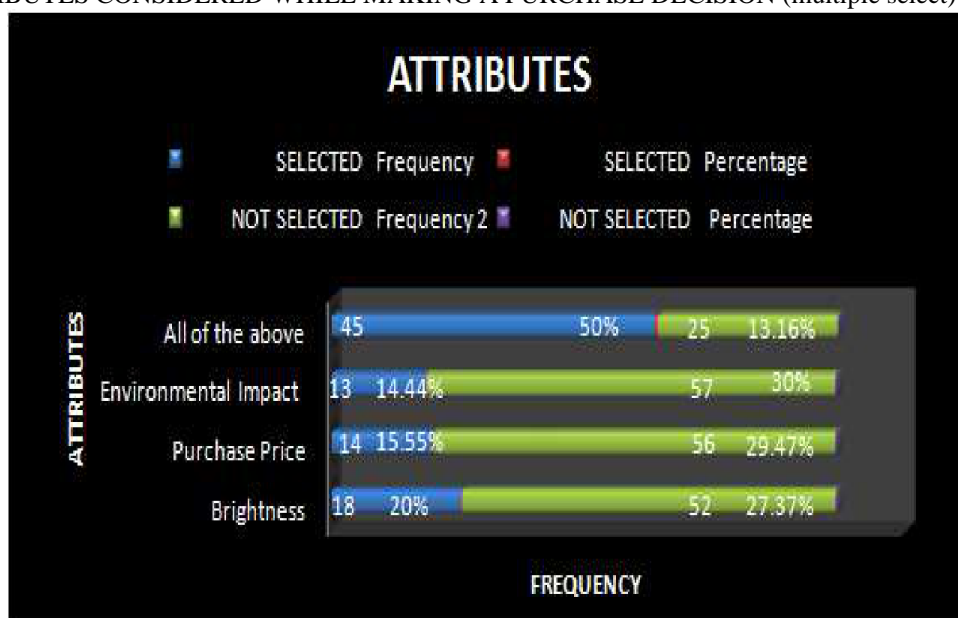 IBUTES CONSIDERED WHILE MAKING A PURCHASE DECISION (multiple select)
ATTRIBUTES
SELECTED Frequency SELECTED Percentage
NOT SELECTED Frequency 2 NOT SELECTED Percentage
ATTRIBUTES
All of the above 45 50% 25 13.16%
Environmental Impact 13 14.44% 57 30%
Purchase Price 14 15.55% 56 29.47%
Brightness 18 20% 52 27.37%
FREQUENCY